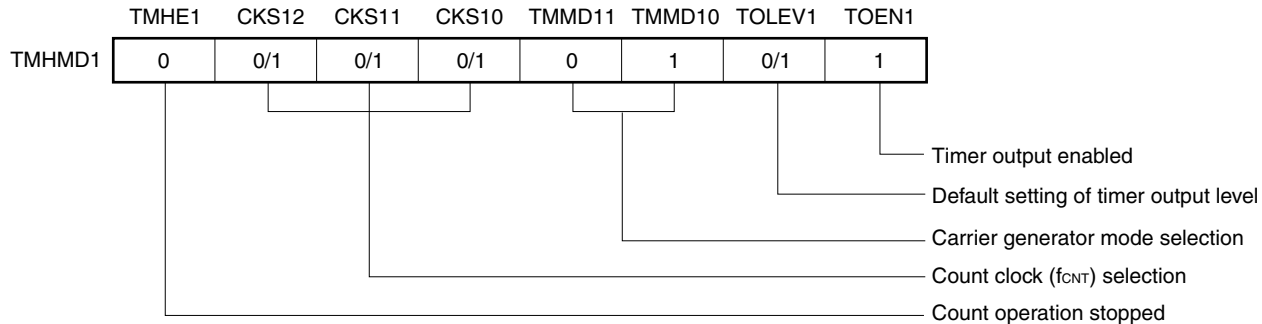 TMHE1 CKS12 CKS11 CKS10 TMMD11 TMMD10 TOLEV1 TOEN1
TMHMD1 0 0/1 0/1 0/1 0 1 0/1 1
Timer output enabled
Default setting of timer output level
Carrier generator mode selection
Count clock (fCNT) selection
Count operation stopped